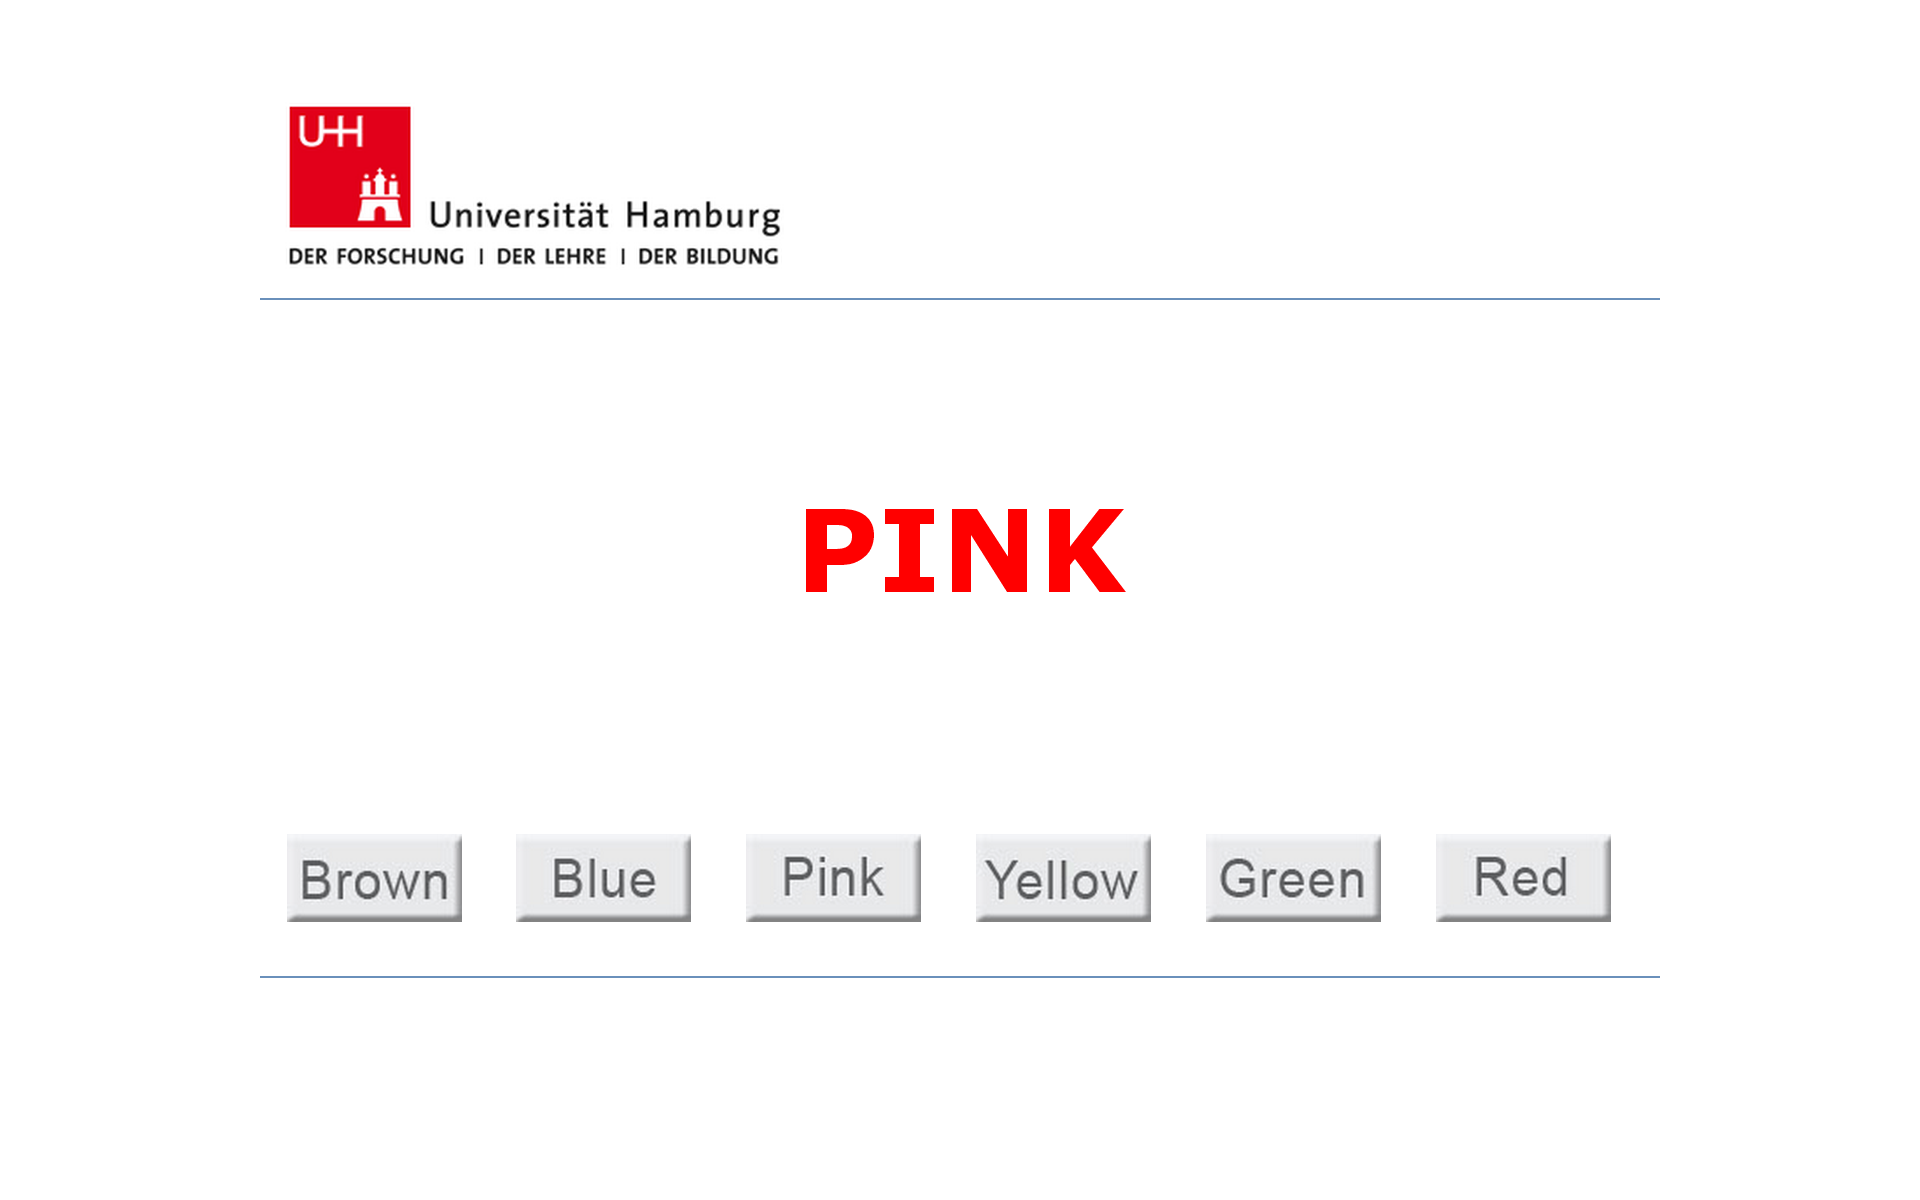 UHH
Universität Hamburg
DER FORSCHUNG | DER LEHRE | DER BILDUNG
PINK
Brown Blue Pink Yellow Green Red